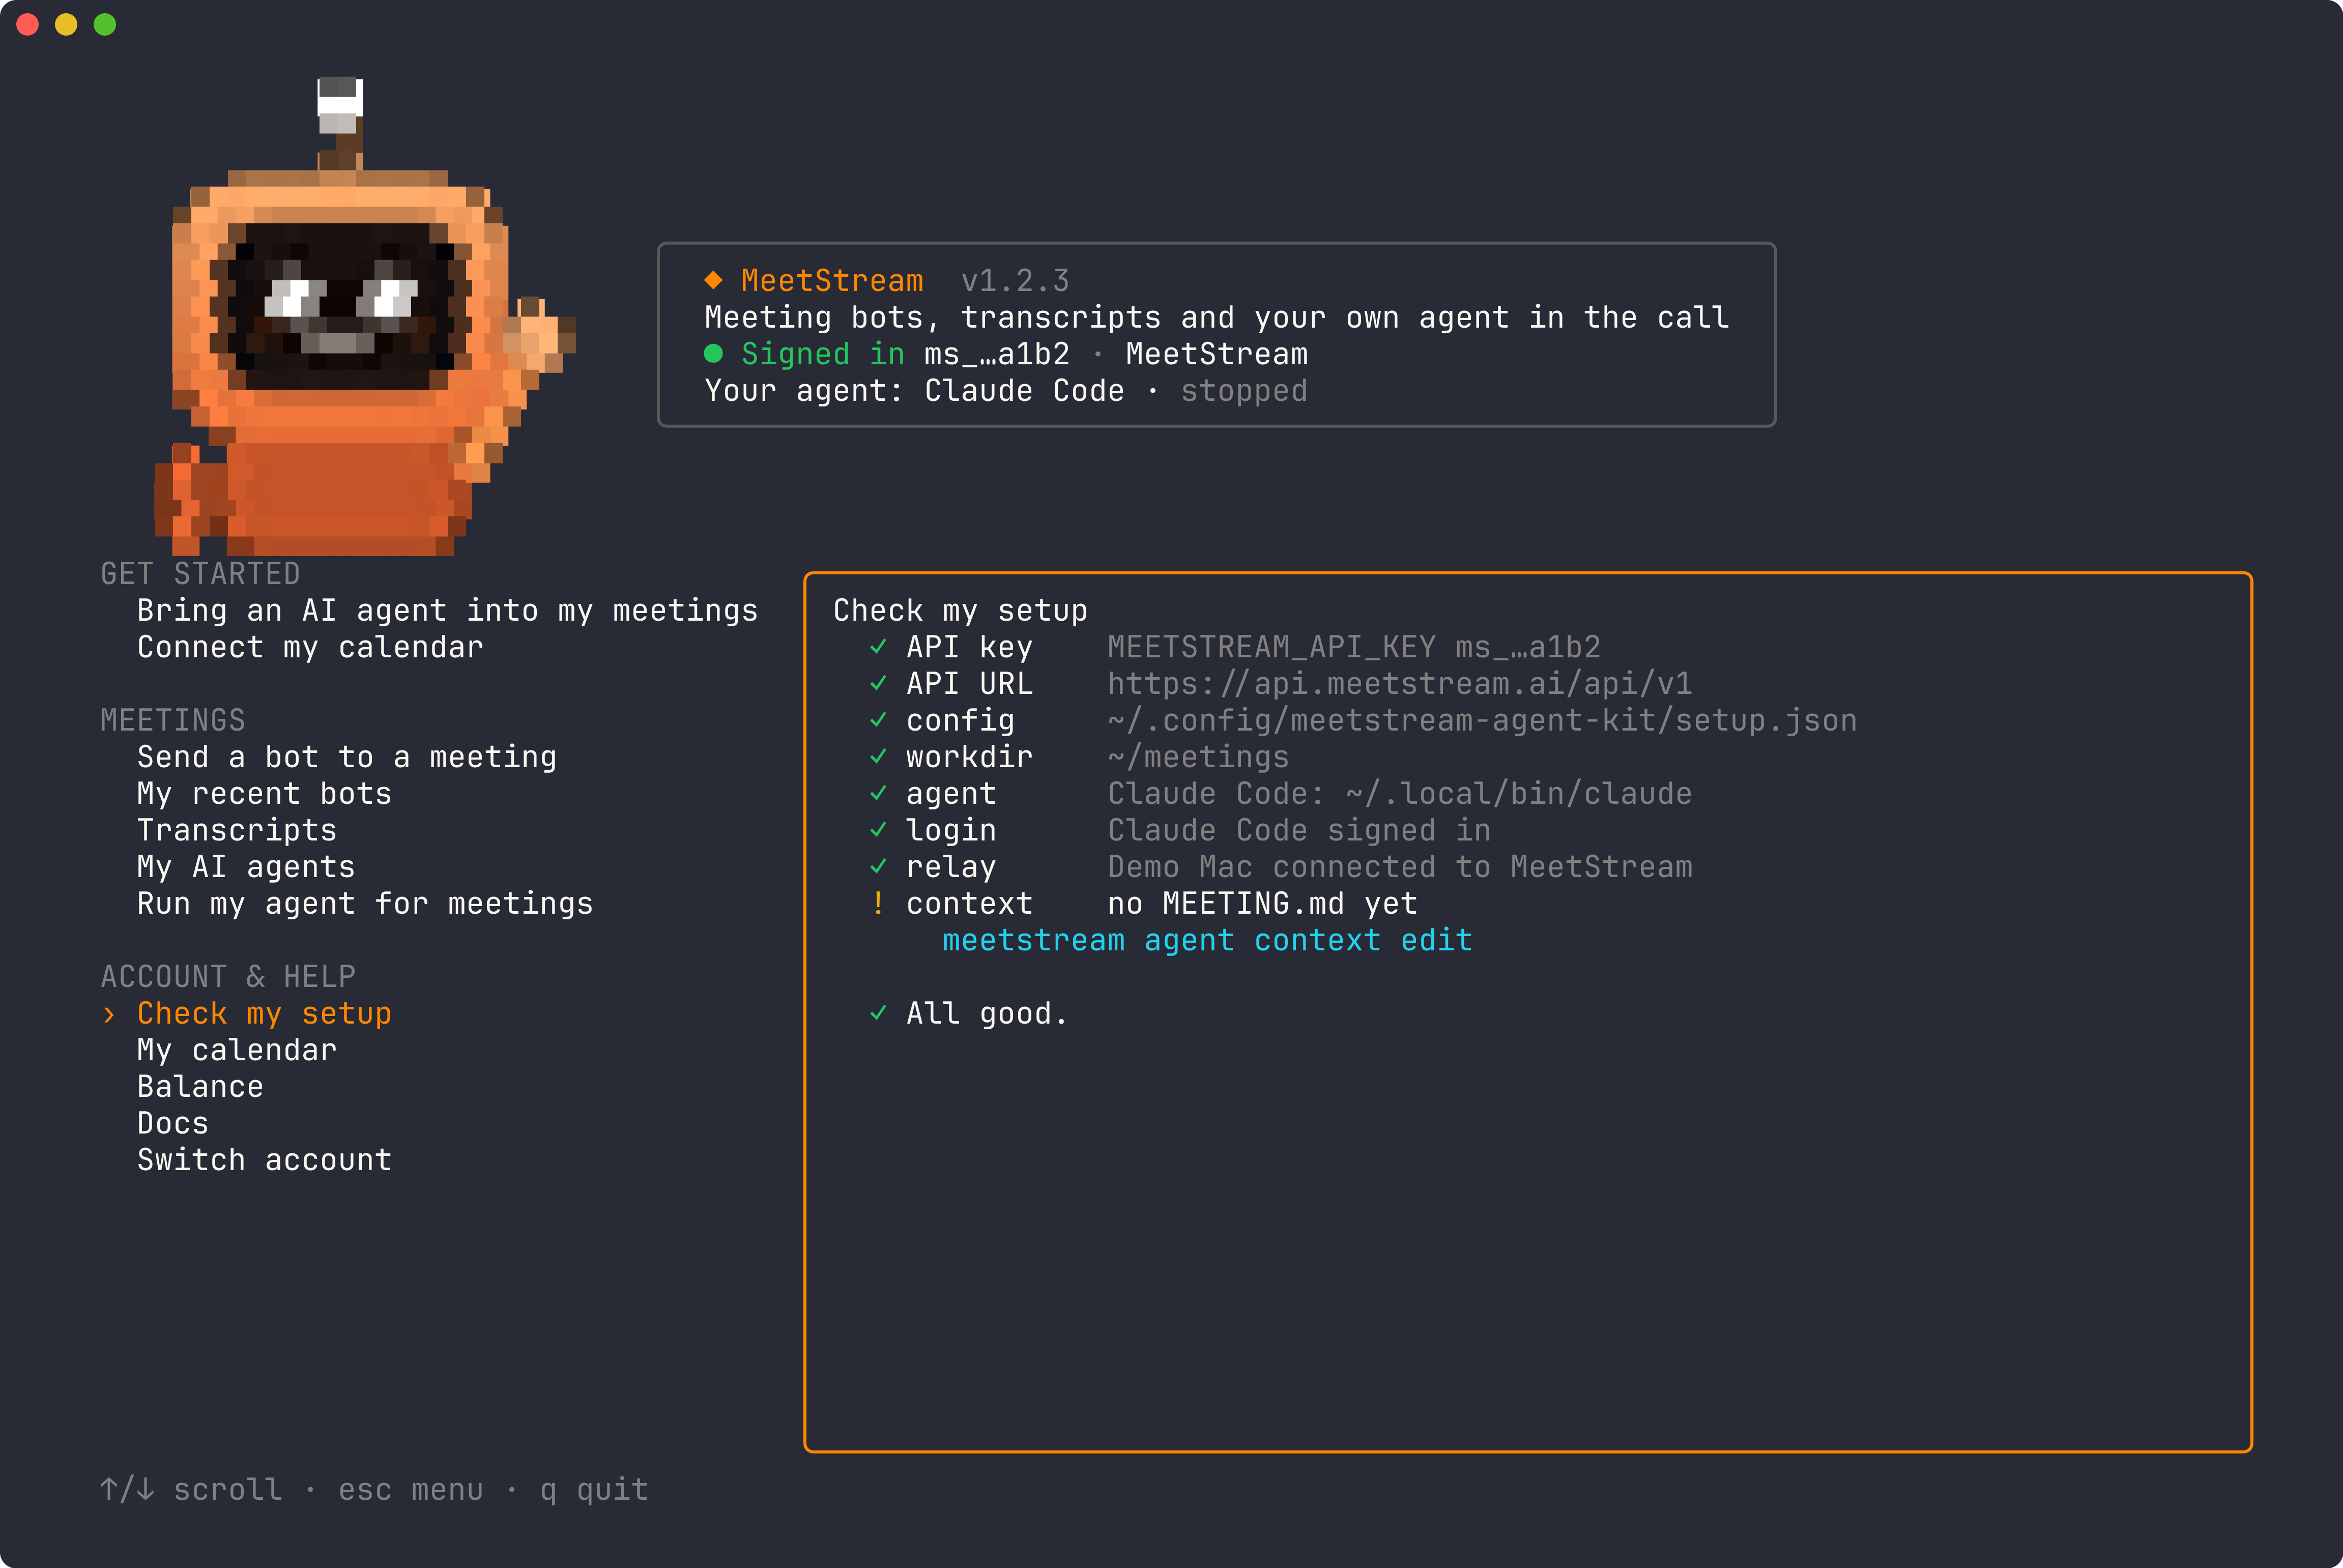 ◆ MeetStream v1.2.3
Meeting bots, transcripts and your own agent in the call
● Signed in ms_…a1b2 · MeetStream
Your agent: Claude Code · stopped
GET STARTED
Bring an AI agent into my meetings
Connect my calendar
MEETINGS
Send a bot to a meeting
My recent bots
Transcripts
My AI agents
Run my agent for meetings
ACCOUNT & HELP
› Check my setup
My calendar
Balance
Docs
Switch account
Check my setup
✓ API key MEETSTREAM_API_KEY ms_…a1b2
✓ API URL https://api.meetstream.ai/api/v1
✓ config ~/.config/meetstream-agent-kit/setup.json
✓ workdir ~/meetings
✓ agent Claude Code: ~/.local/bin/claude
✓ login Claude Code signed in
✓ relay Demo Mac connected to MeetStream
! context no MEETING.md yet
meetstream agent context edit
✓ All good.
↑/↓ scroll · esc menu · q quit